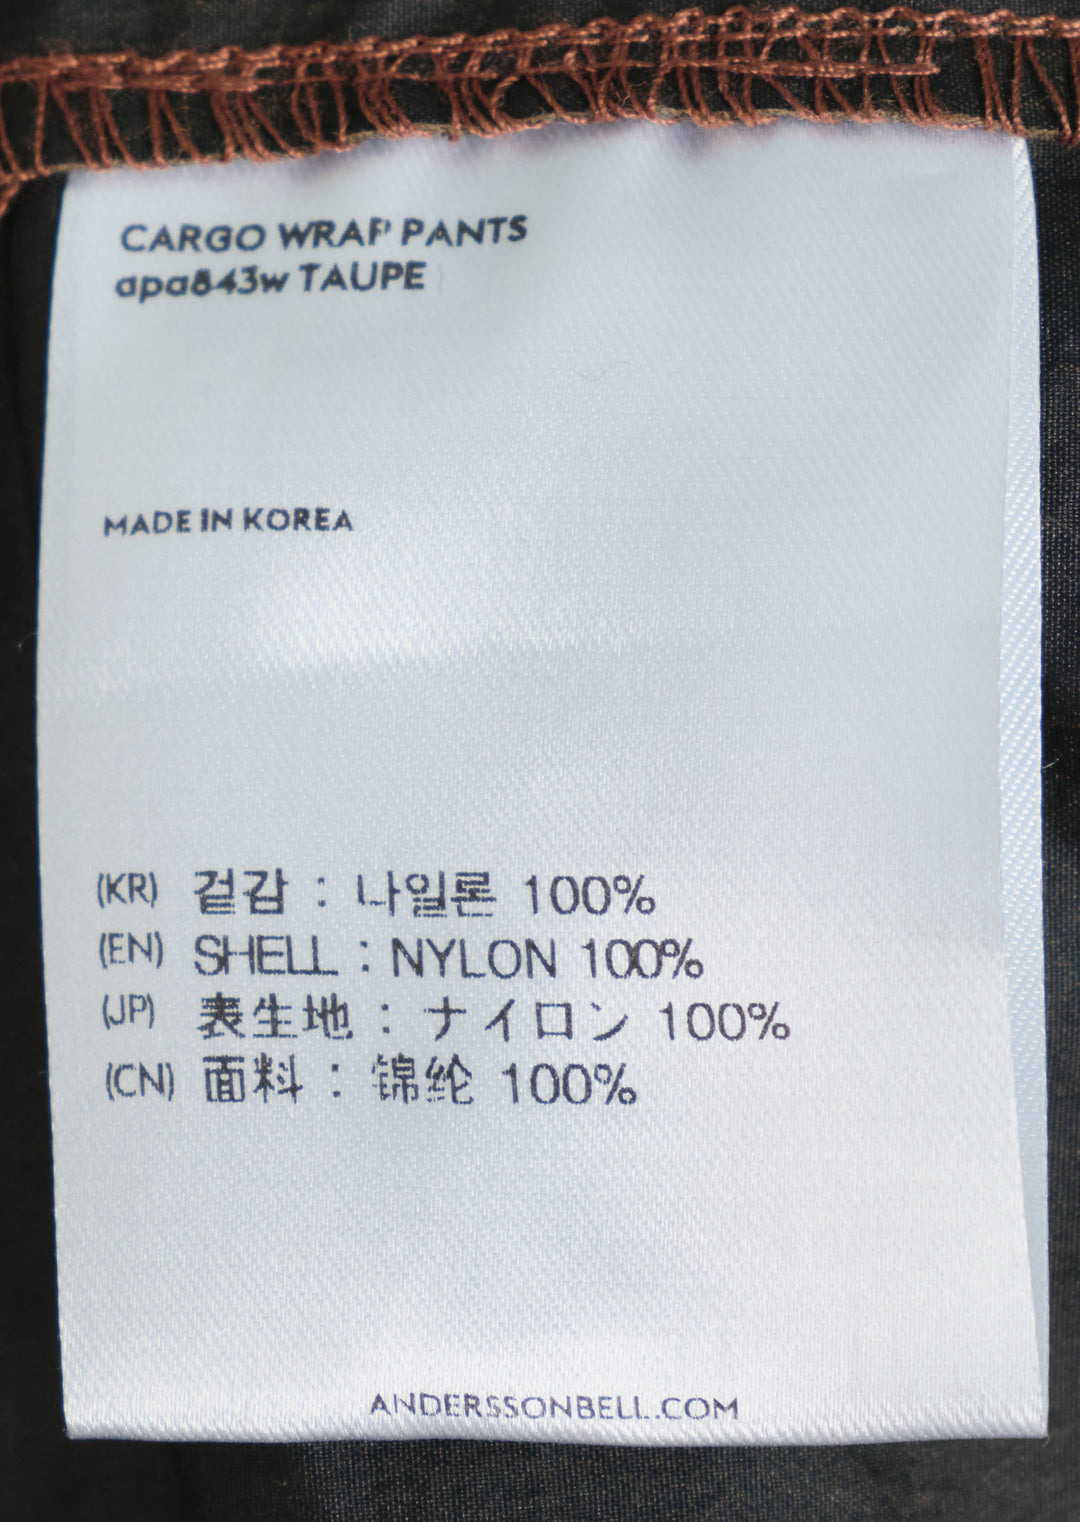 CARGO WRAP PANTS
apa843w TAUPE
MADE IN KOREA
(KR) 겉감 : 나일론 100%
(EN) SHELL : NYLON 100%
(JP) 表生地 : ナイロン 100%
(CN) 面料 : 锦纶 100%
ANDERSSONBELL.COM